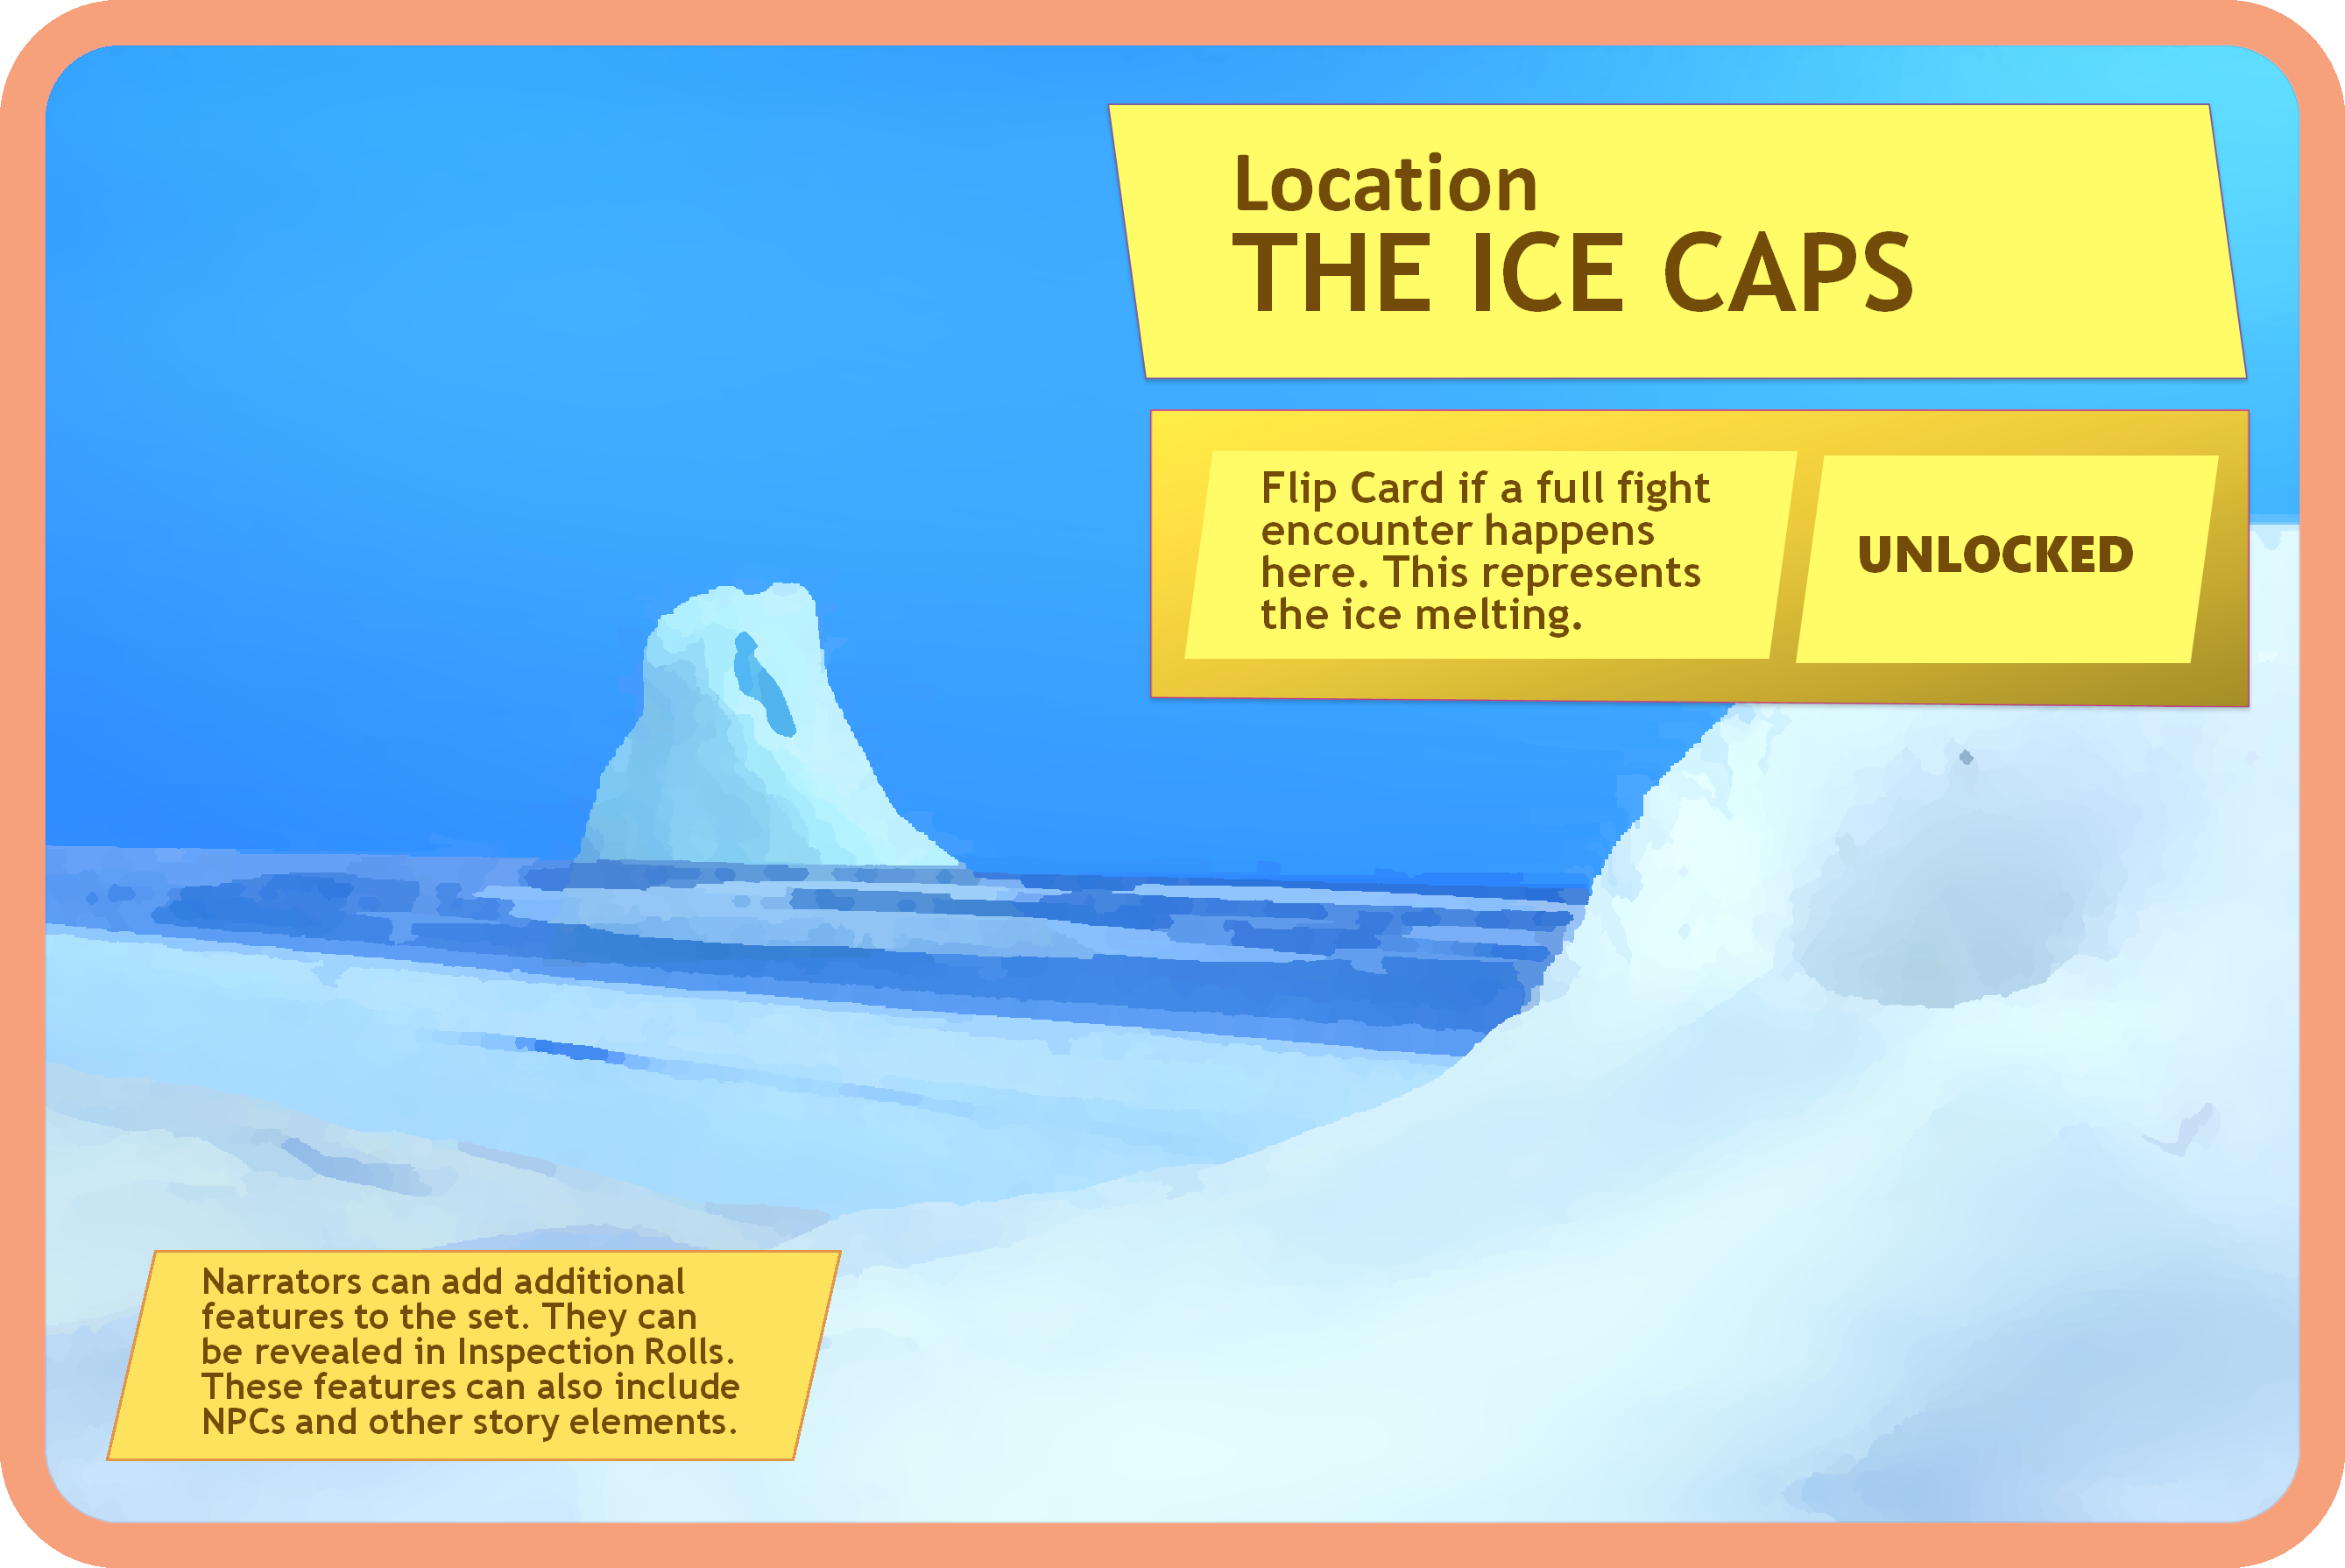 Location
THE ICE CAPS
Flip Card if a full fight
encounter happens
here. This represents
the ice melting.
UNLOCKED
Narrators can add additional
features to the set. They can
be revealed in Inspection Rolls.
These features can also include
NPCs and other story elements.